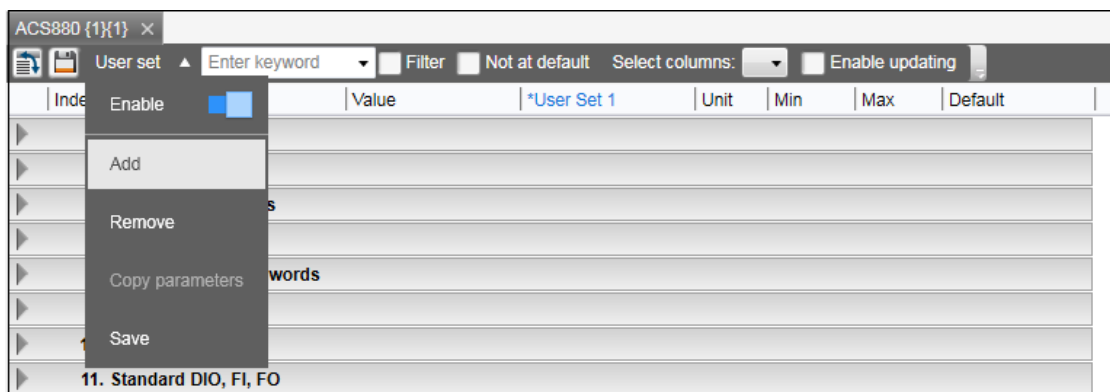 ACS880 {1}{1} ×
User set ▲ Enter keyword Filter Not at default Select columns: Enable updating
Inde Value *User Set 1 Unit Min Max Default
Enable
Add
s
Remove
Copy parameters words
Save
1
11. Standard DIO, FI, FO